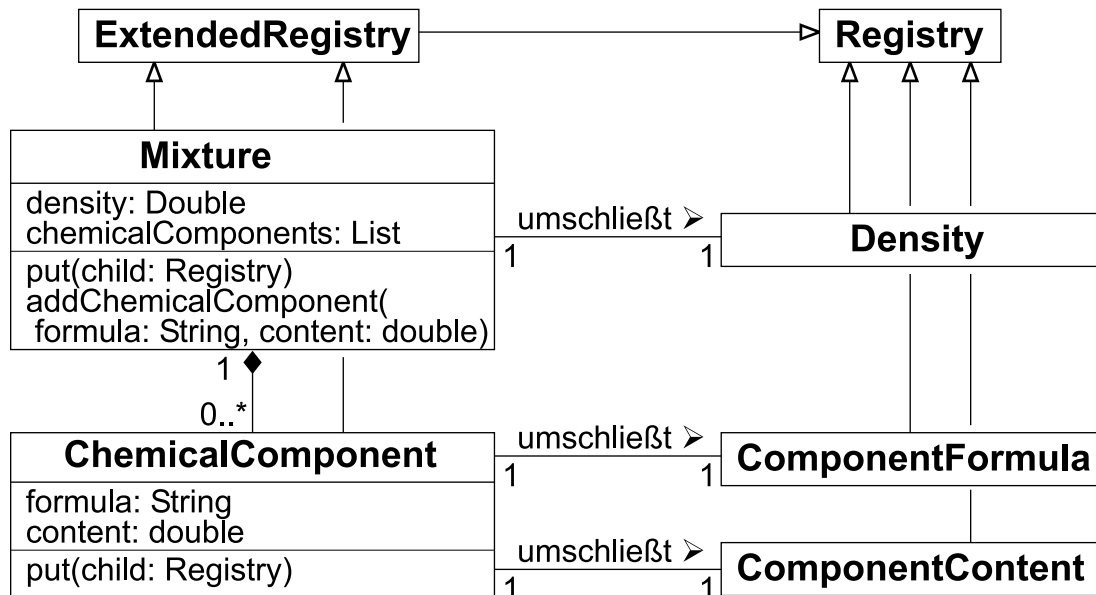 ExtendedRegistry
Registry
Mixture
density: Double
chemicalComponents: List
put(child: Registry)
addChemicalComponent(
formula: String, content: double)
umschließt ➢
1
1
Density
1
0..*
ChemicalComponent
formula: String
content: double
put(child: Registry)
umschließt ➢
1
1
ComponentFormula
umschließt ➢
1
1
ComponentContent